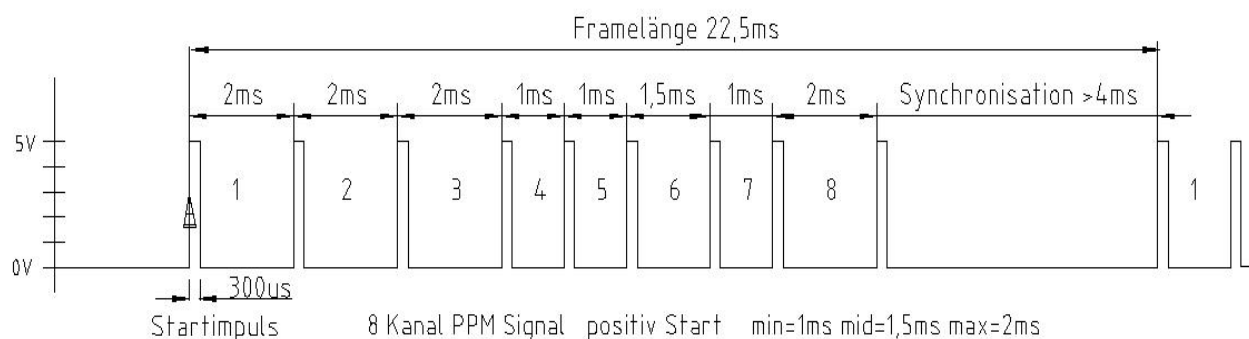 Framelänge 22,5ms
2ms 2ms 2ms 1ms 1ms 1,5ms 1ms 2ms Synchronisation >4ms
5V
1 2 3 4 5 6 7 8 1
0V
300us
Startimpuls 8 Kanal PPM Signal positiv Start min=1ms mid=1,5ms max=2ms